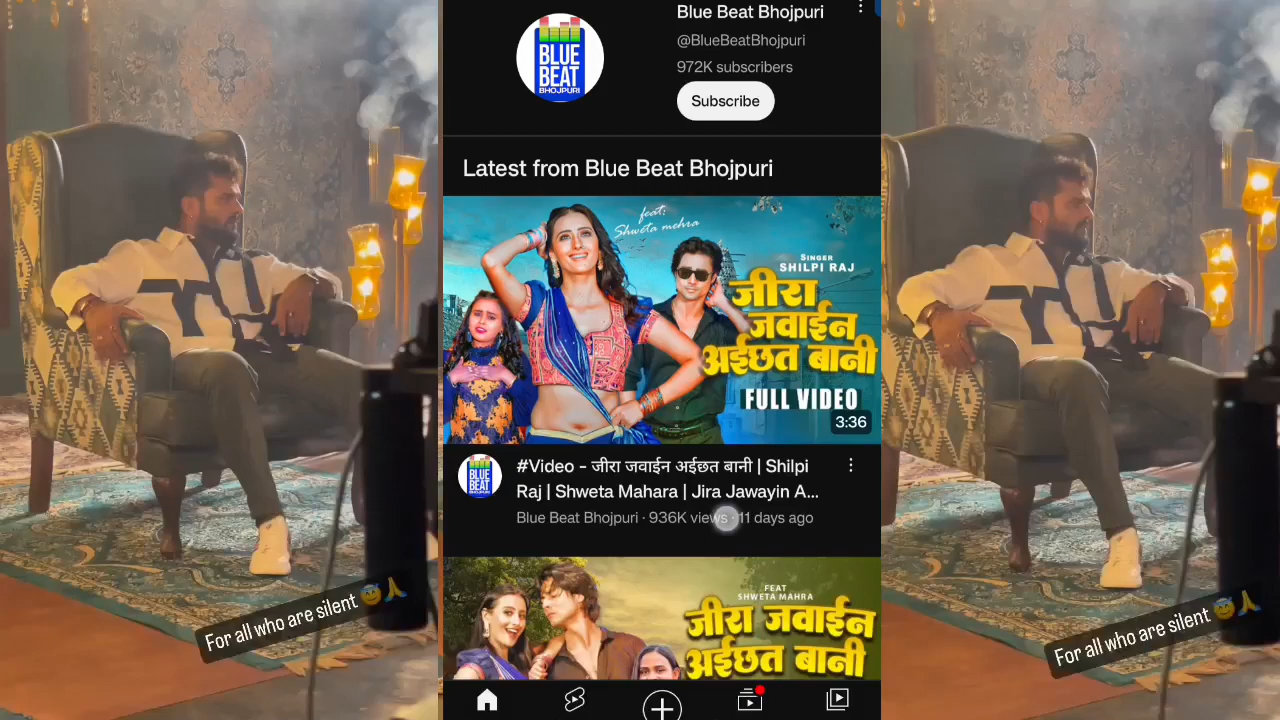 Blue Beat Bhojpuri
@BlueBeatBhojpuri
972K subscribers
Subscribe
BLUE
BEAT
BHOJPURI
Latest from Blue Beat Bhojpuri
feat:
Shweta mehra
SINGER
SHILPI RAJ
जीरा
जवाईन
अईछत बानी
FULL VIDEO
3:36
BLUE
BEAT
BHOJPURI
#Video - जीरा जवाईन अईछत बानी | Shilpi
Raj | Shweta Mahara | Jira Jawayin A...
Blue Beat Bhojpuri · 936K views · 11 days ago
FEAT
SHWETA MAHRA
जीरा जवाईन
अईछत बानी
For all who are silent 😇🙏
For all who are silent 😇🙏